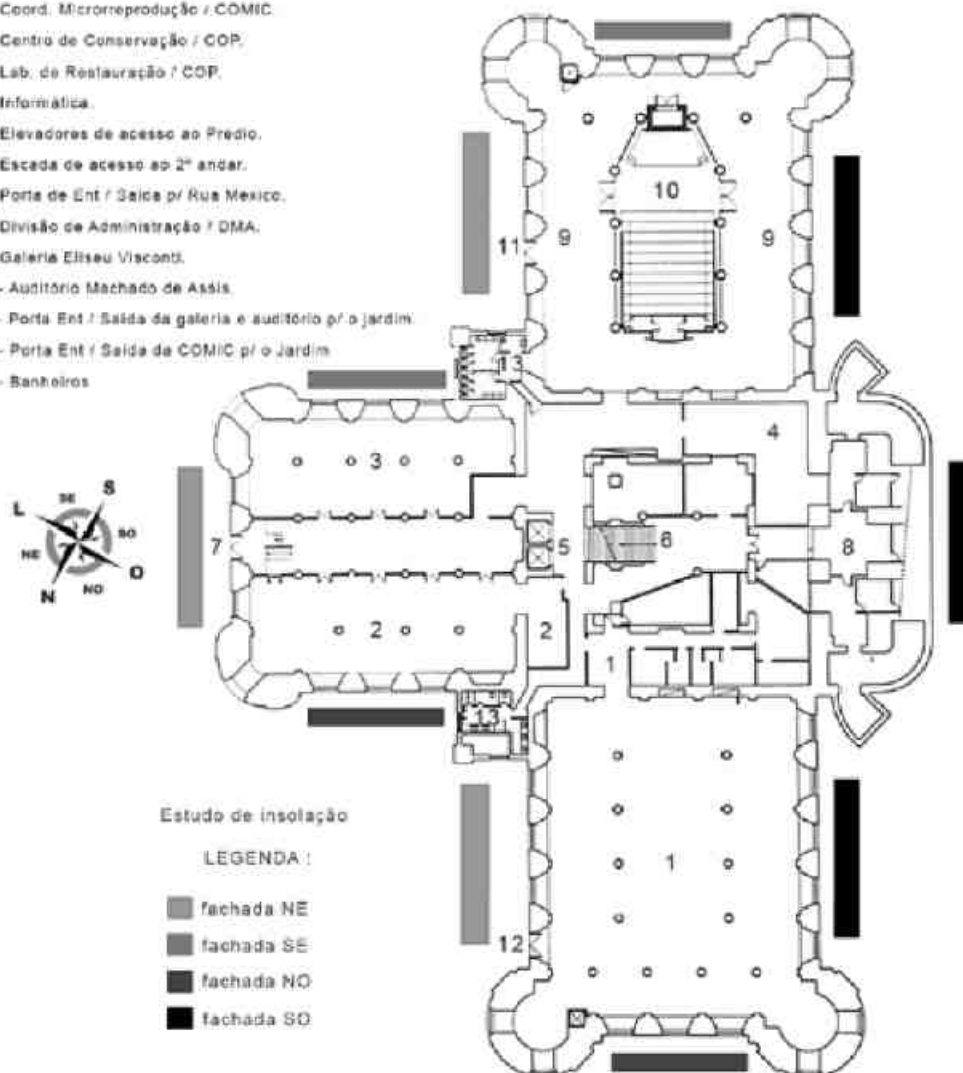 Coord. Microrreprodução / COMIC
Centro de Conservação / COP.
Lab. de Restauração / COP.
Informática.
Elevadores de acesso ao Prédio.
Escada de acesso ao 2º andar.
Porta de Ent / Saída p/ Rua Mexico.
Divisão de Administração / DMA.
Galeria Eliseu Visconti.
- Auditório Machado de Assis.
- Porta Ent / Saída da galeria e auditório p/ o jardim
- Porta Ent / Saída da COMIC p/ o Jardim
- Banheiros
10
9
9
11
13
4
3
L
SE
S
SO
NE
O
N
NO
7
5
6
8
2
2
1
13
1
12
Estudo de insolação
LEGENDA :
fachada NE
fachada SE
fachada NO
fachada SO